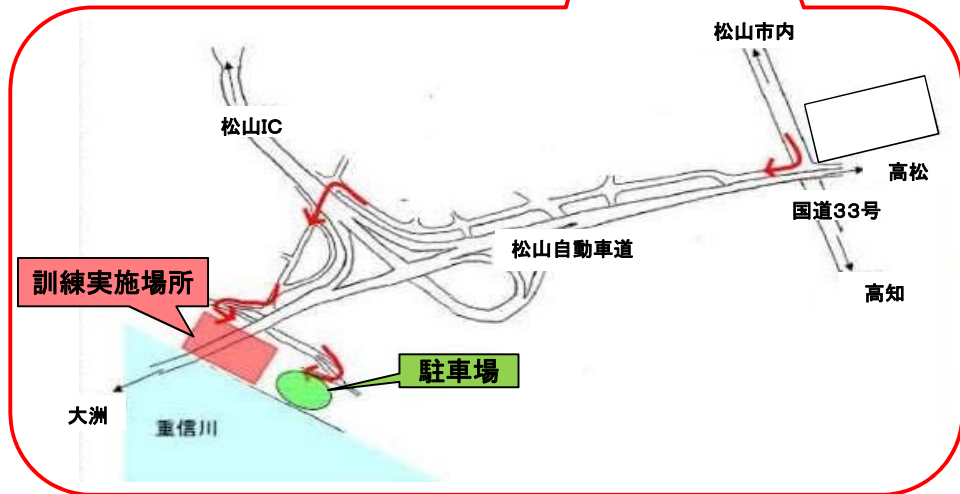 松山市内
松山IC
高松
国道33号
松山自動車道
訓練実施場所
高知
駐車場
大洲
重信川